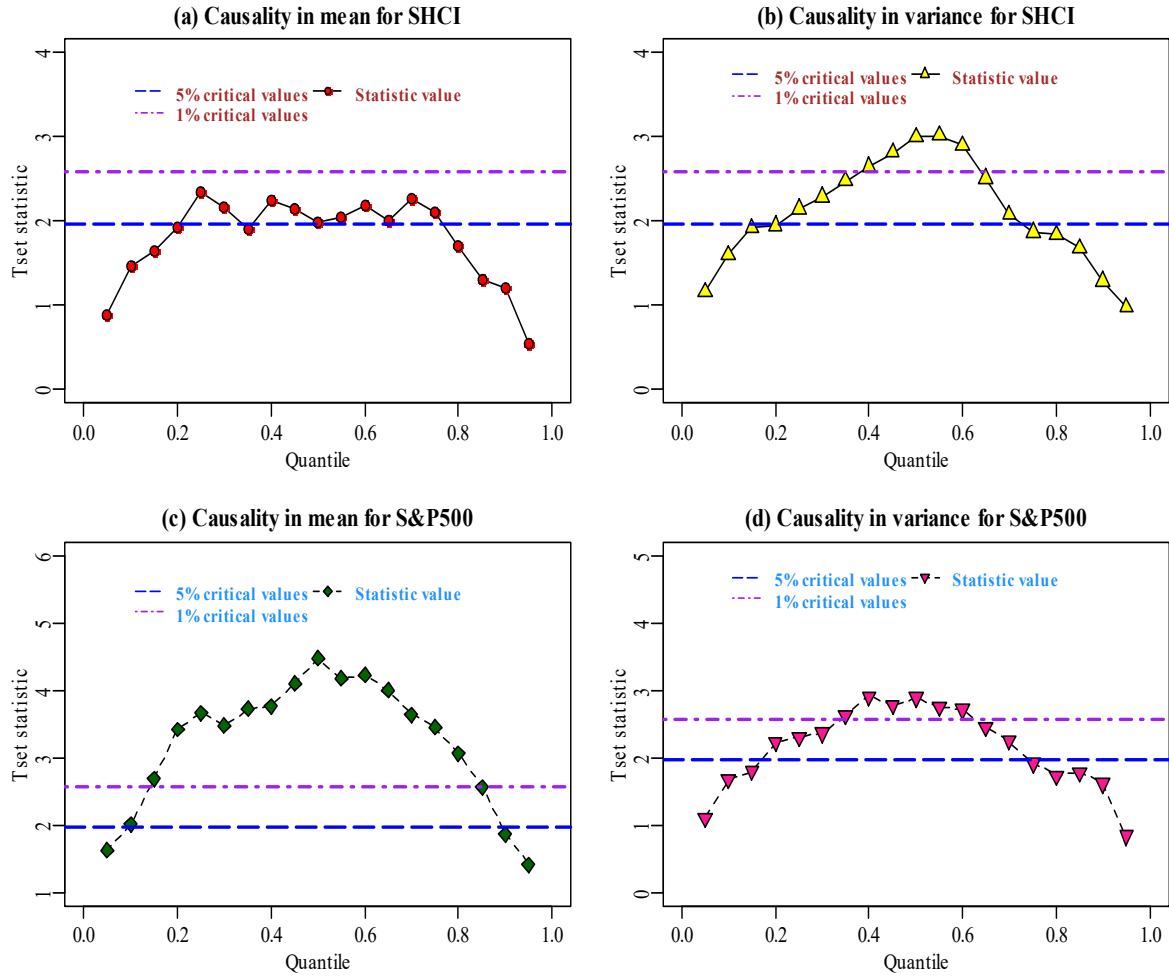 (a) Causality in mean for SHCI
4
3
2
1
0
Tset statistic
5% critical values
Statistic value
1% critical values
0.0 0.2 0.4 0.6 0.8 1.0
Quantile
(b) Causality in variance for SHCI
4
3
2
1
0
Tset statistic
5% critical values
Statistic value
1% critical values
0.0 0.2 0.4 0.6 0.8 1.0
Quantile
(c) Causality in mean for S&P500
6
5
4
3
2
1
Tset statistic
5% critical values
Statistic value
1% critical values
0.0 0.2 0.4 0.6 0.8 1.0
Quantile
(d) Causality in variance for S&P500
5
4
3
2
1
0
Tset statistic
5% critical values
Statistic value
1% critical values
0.0 0.2 0.4 0.6 0.8 1.0
Quantile